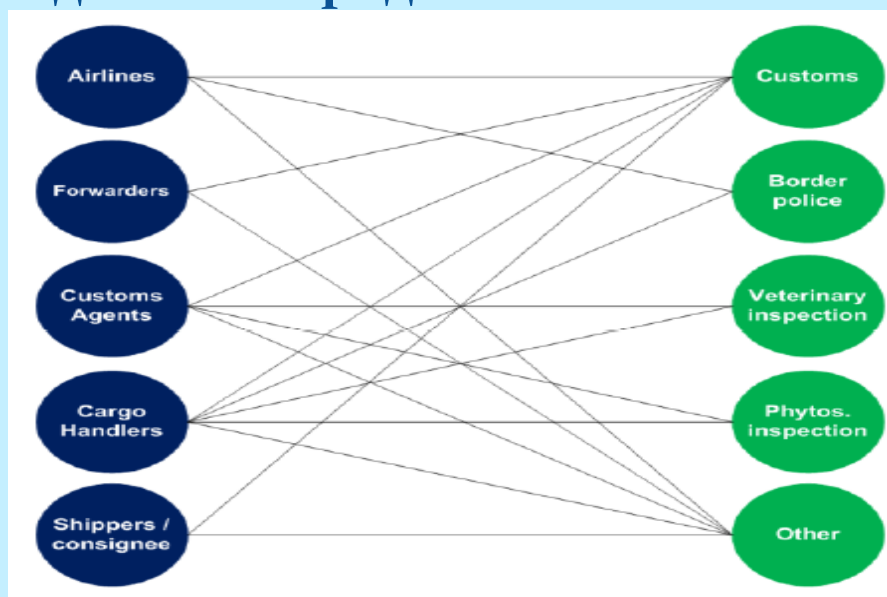 Airlines
Customs
Forwarders
Border
police
Customs
Agents
Veterinary
inspection
Cargo
Handlers
Phytos.
inspection
Shippers /
consignee
Other